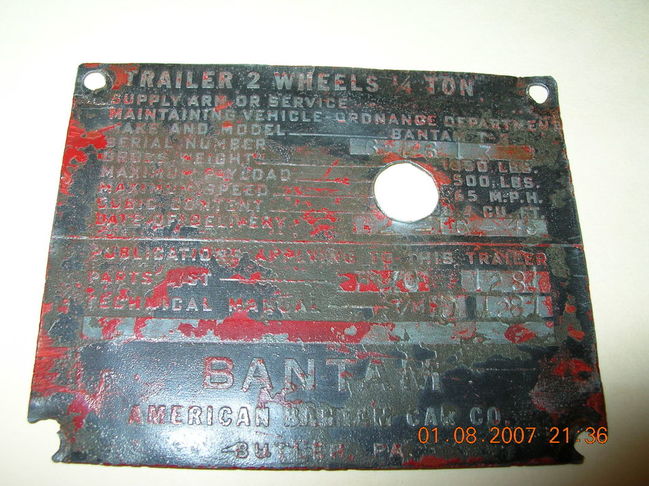 TRAILER 2 WHEELS ¼ TON
SUPPLY ARM OR SERVICE
MAINTAINING VEHICLE-ORDNANCE DEPARTMENT
MAKE AND MODEL BANTAM T
SERIAL NUMBER
GROSS WEIGHT LBS.
MAXIMUM PAYLOAD 500 LBS.
MAXIMUM SPEED 65 M.P.H.
CUBIC CONTENT CU. FT.
DATE OF DELIVERY
PUBLICATIONS APPLYING TO THIS TRAILER
PARTS LIST
TECHNICAL MANUAL
BANTAM
AMERICAN BANTAM CAR CO.
BUTLER, PA.
01.08.2007 21:36